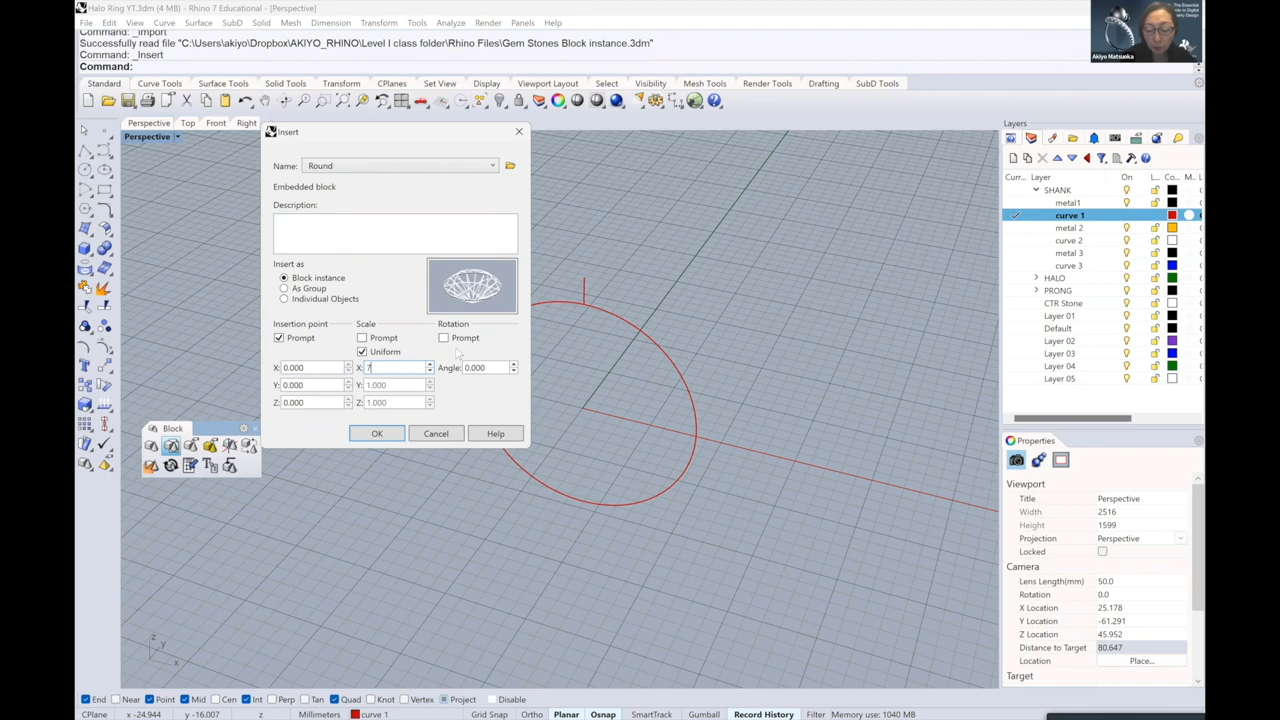 Halo Ring YT.3dm (4 MB) - Rhino 7 Educational - [Perspective]
File Edit View Curve Surface SubD Solid Mesh Dimension Transform Tools Analyze Render Panels Help
Command: _Import
Successfully read file "C:\Users\akiyo\Dropbox\AKIYO_RHINO\Level I class folder\Rhino Files\Gem Stones Block instance.3dm"
Command: _Insert
Command:
The Essential
Akiyo Matsuoka
Standard Curve Tools Surface Tools Solid Tools Mesh Tools Render Tools Drafting SubD Tools Transform CPlanes Set View Display Viewport Layout Select Visibility
Perspective Top Front Right
Perspective
Insert
Name: Round
Embedded block
Description:
Insert as
Block instance
As Group
Individual Objects
Insertion point Scale Rotation
Prompt Prompt Prompt
Uniform
X: 0.000 X: 7 Angle: 0.000
Y: 0.000 Y: 1.000
Z: 0.000 Z: 1.000
OK Cancel Help
Block
z
y
x
Layers
Curr... Layer On L... Co... M... L
SHANK
metal1
curve 1
metal 2
curve 2
metal 3
curve 3
HALO
PRONG
CTR Stone
Layer 01
Default
Layer 02
Layer 03
Layer 04
Layer 05
Properties
Viewport
Title Perspective
Width 2516
Height 1599
Projection Perspective
Locked
Camera
Lens Length(mm) 50.0
Rotation 0.0
X Location 25.178
Y Location -61.291
Z Location 45.952
Distance to Target 80.647
Location Place...
Target
End Near Point Mid Cen Int Perp Tan Quad Knot Vertex Project Disable
CPlane x -24.944 y -16.007 z Millimeters curve 1 Grid Snap Ortho Planar Osnap SmartTrack Gumball Record History Filter Memory use: 1040 MB